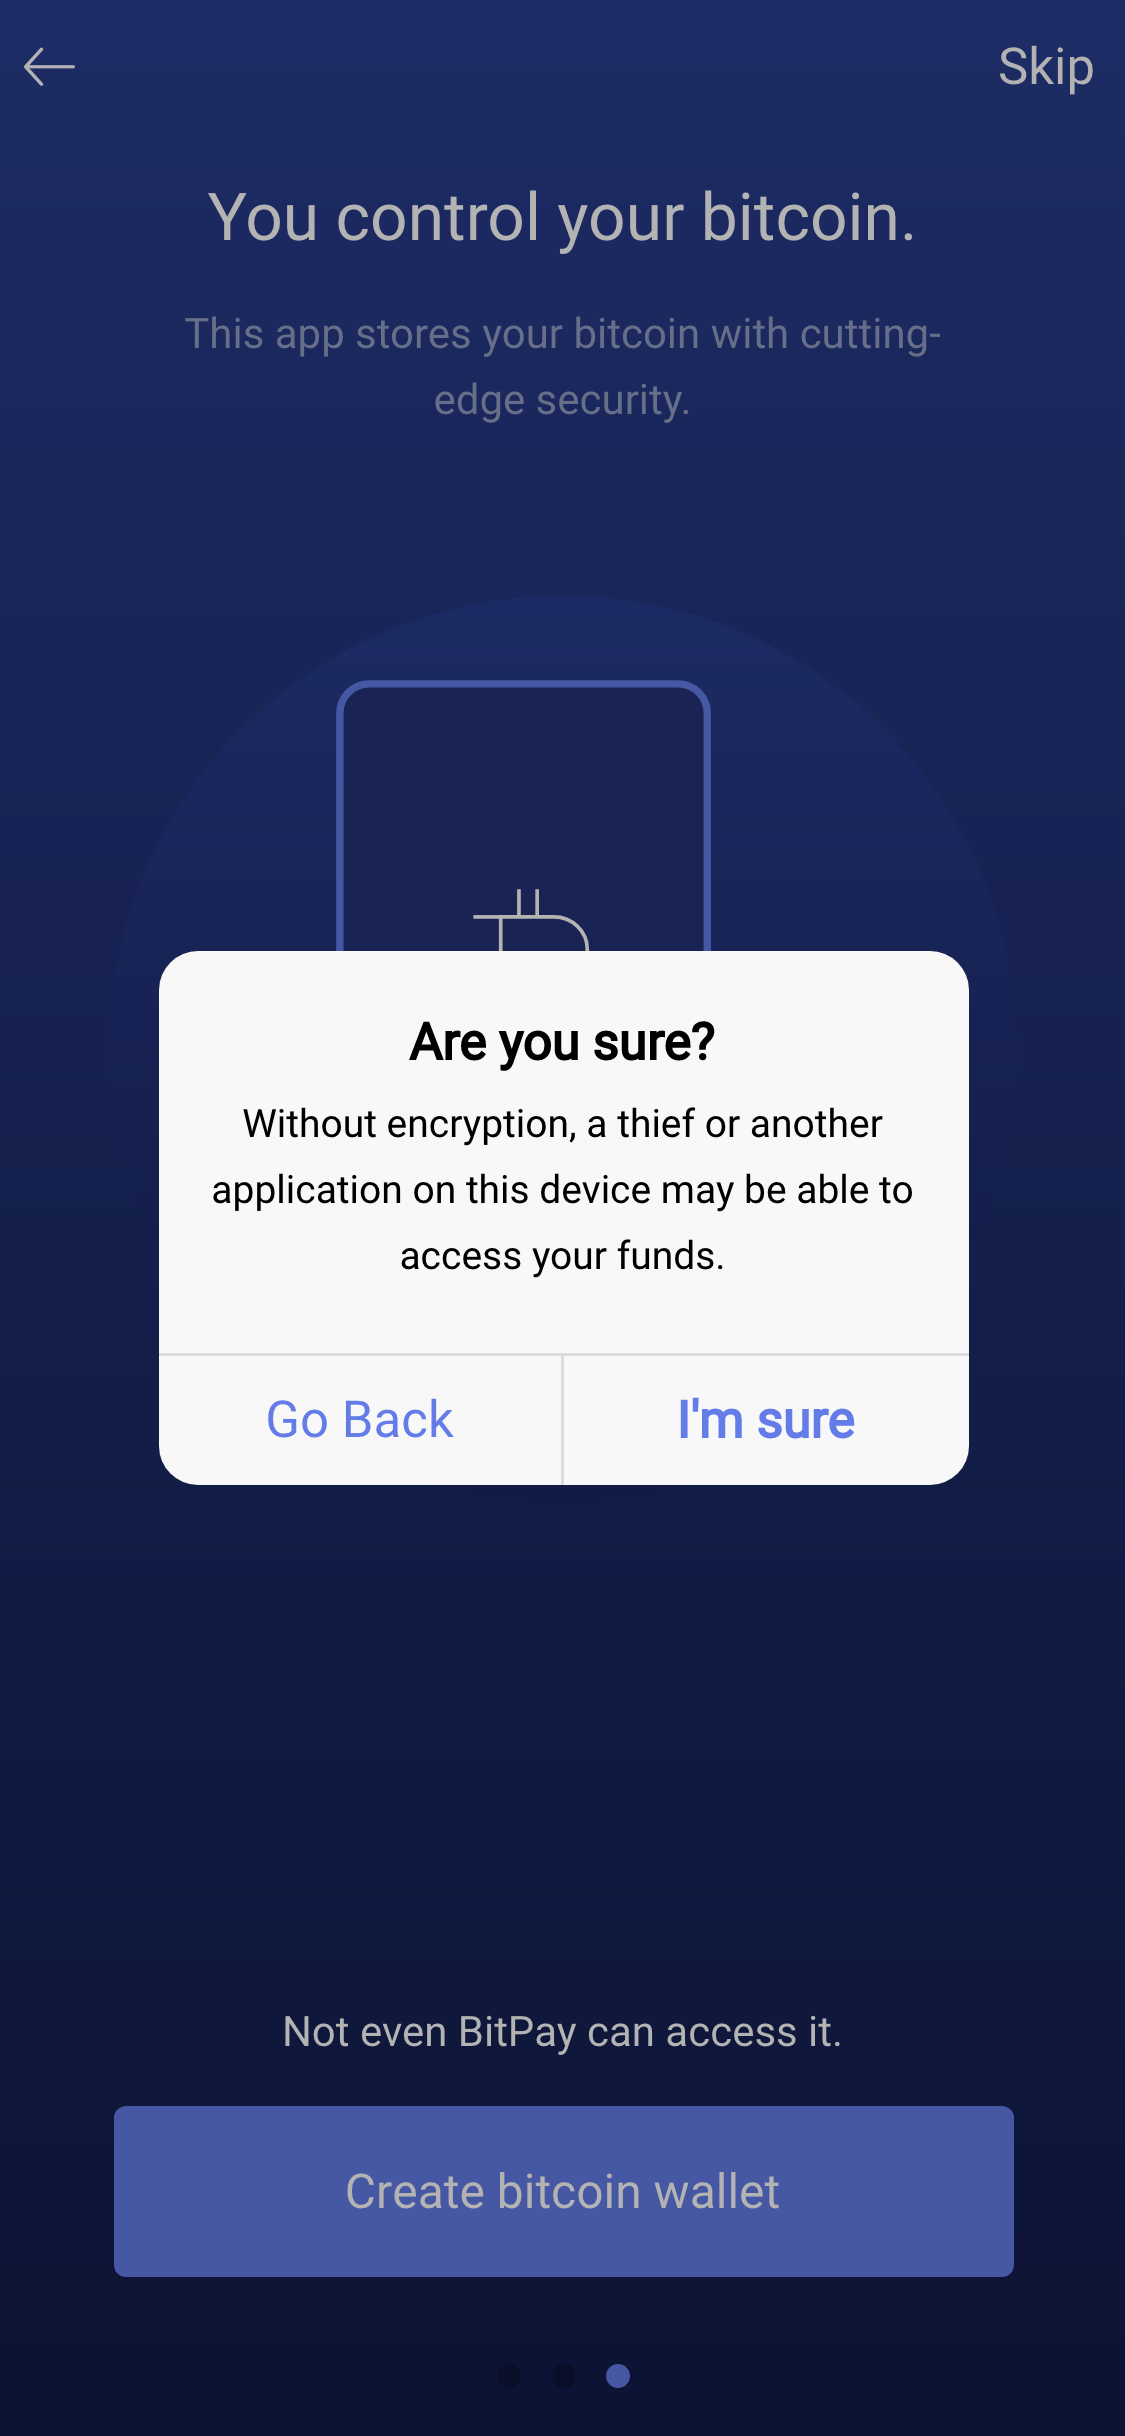 Skip
You control your bitcoin.
This app stores your bitcoin with cutting-
edge security.
Are you sure?
Without encryption, a thief or another
application on this device may be able to
access your funds.
Go Back
I'm sure
Not even BitPay can access it.
Create bitcoin wallet